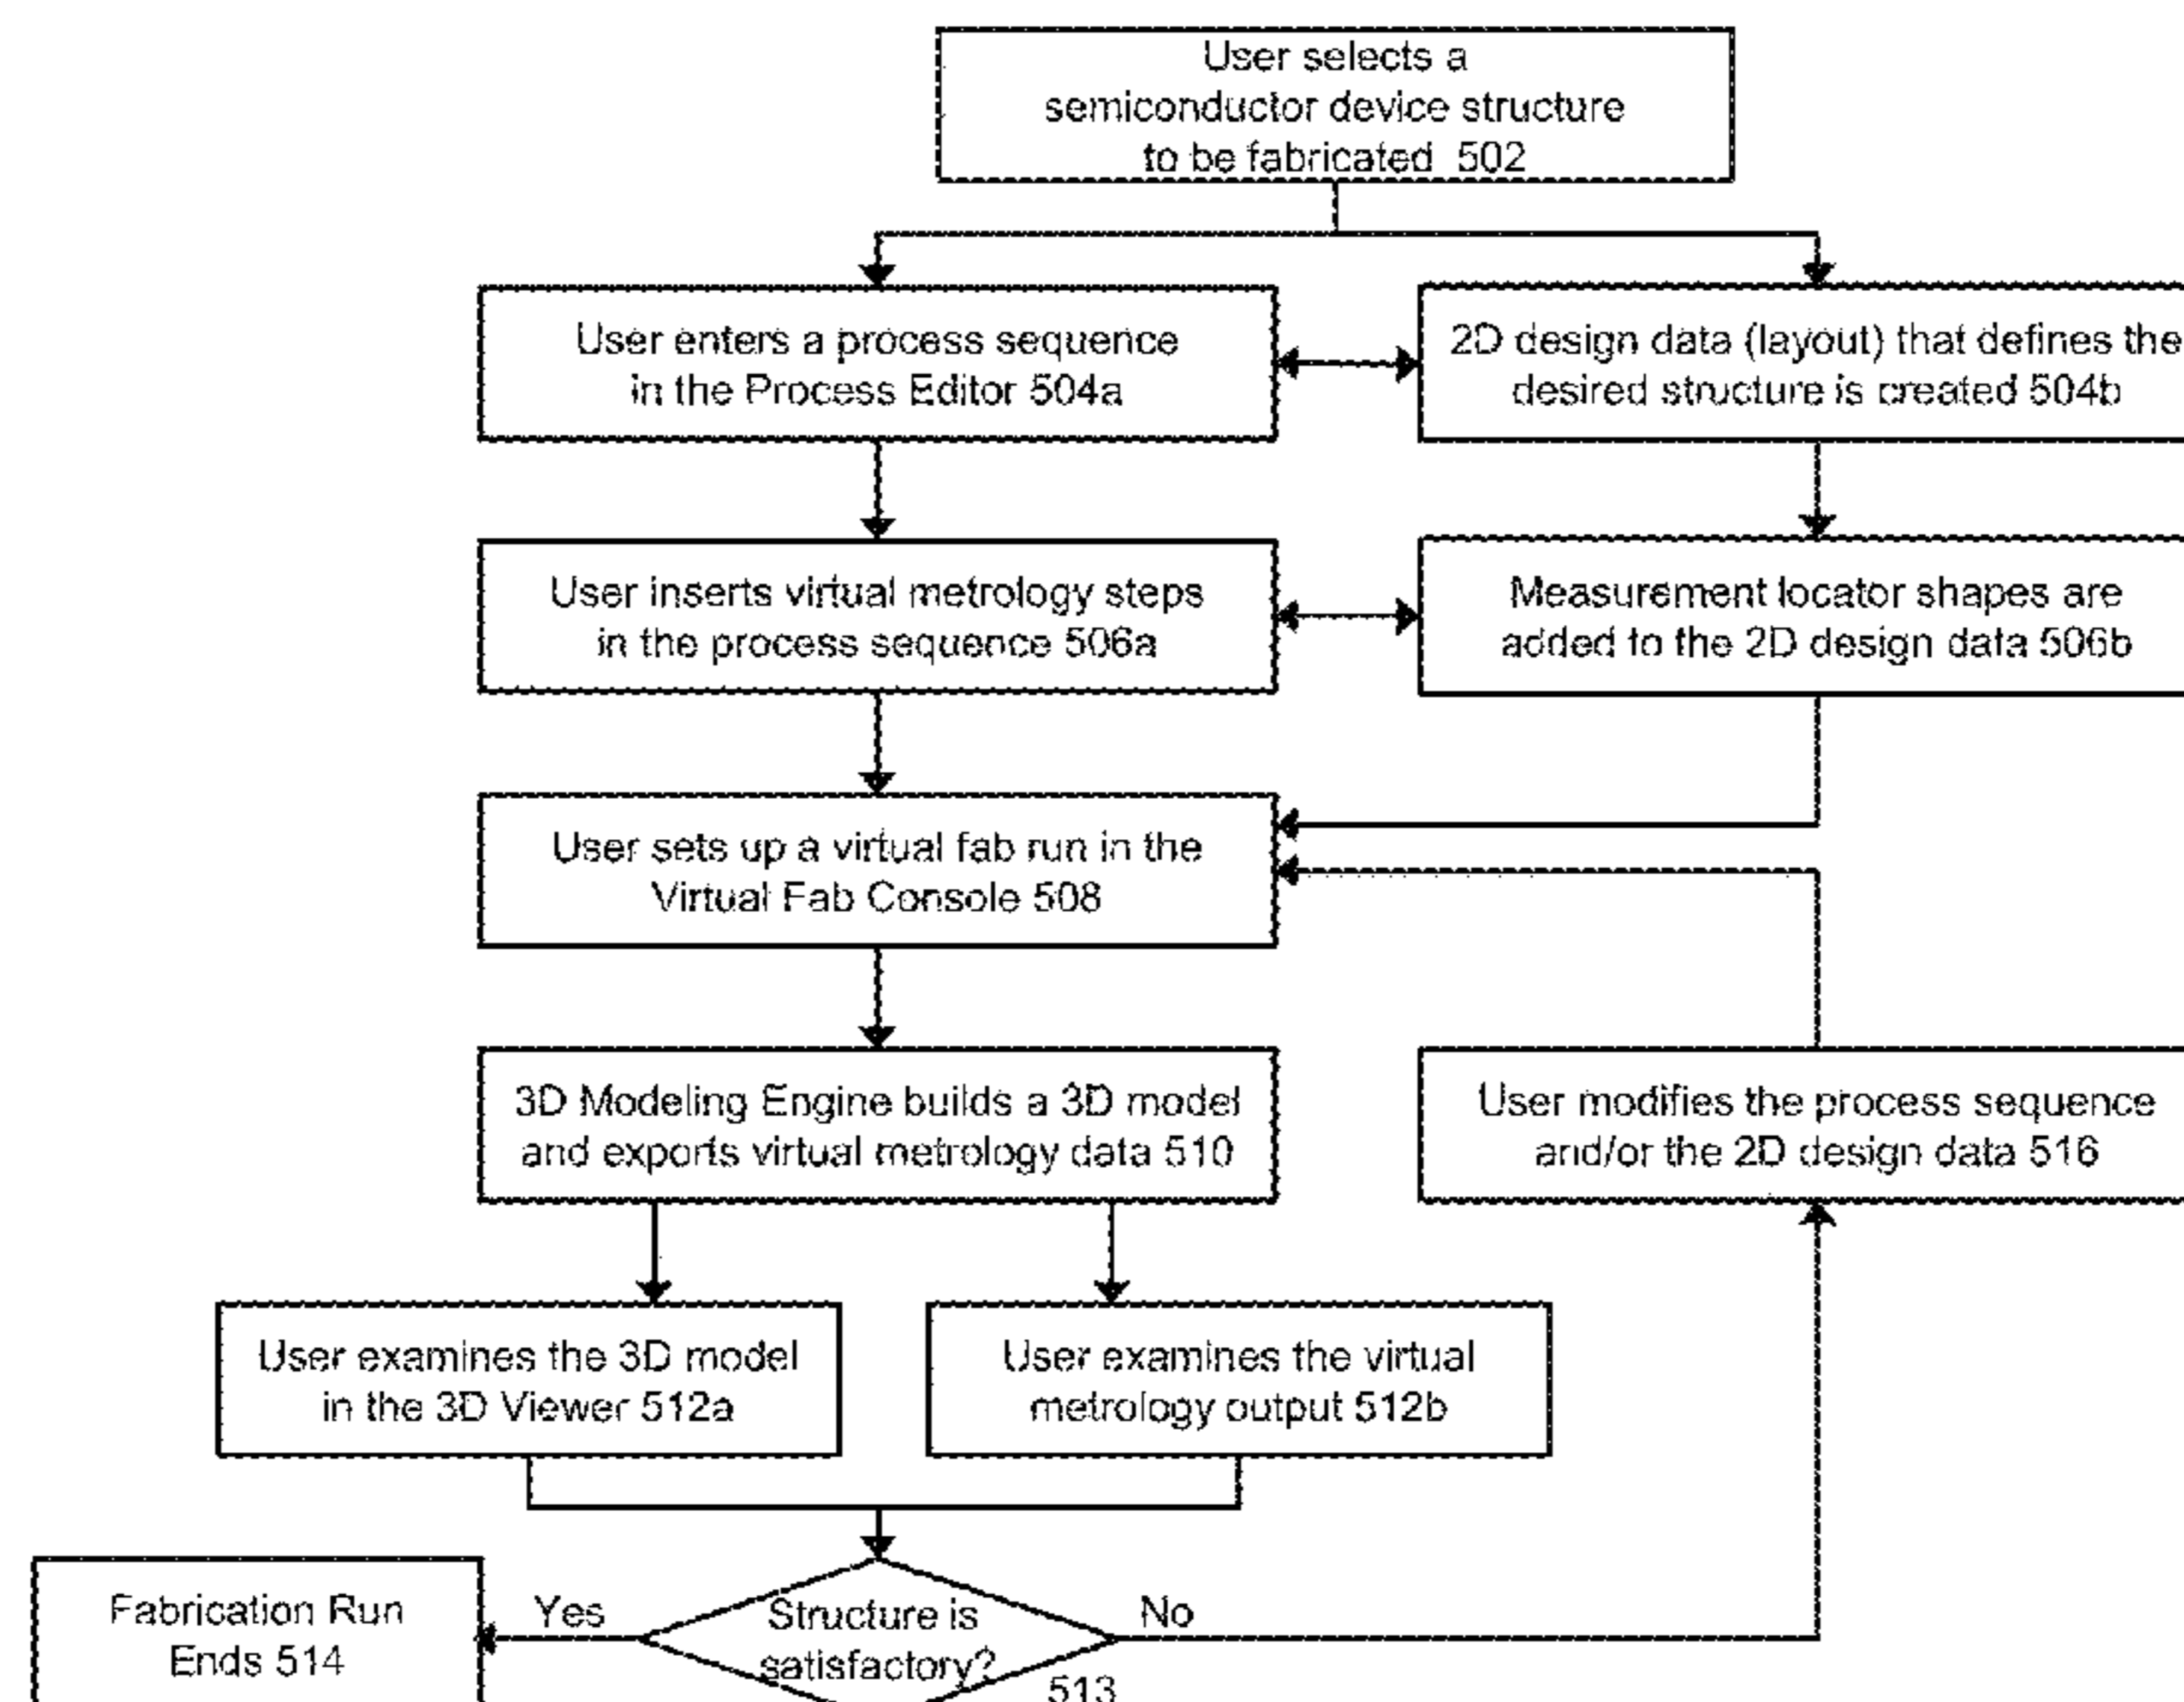 User selects a
semiconductor device structure
to be fabricated 502
User enters a process sequence
in the Process Editor 504a
2D design data (layout) that defines the
desired structure is created 504b
User inserts virtual metrology steps
in the process sequence 506a
Measurement locator shapes are
added to the 2D design data 506b
User sets up a virtual fab run in the
Virtual Fab Console 508
3D Modeling Engine builds a 3D model
and exports virtual metrology data 510
User modifies the process sequence
and/or the 2D design data 516
User examines the 3D model
in the 3D Viewer 512a
User examines the virtual
metrology output 512b
Fabrication Run
Ends 514
Yes
Structure is
satisfactory?
No
513